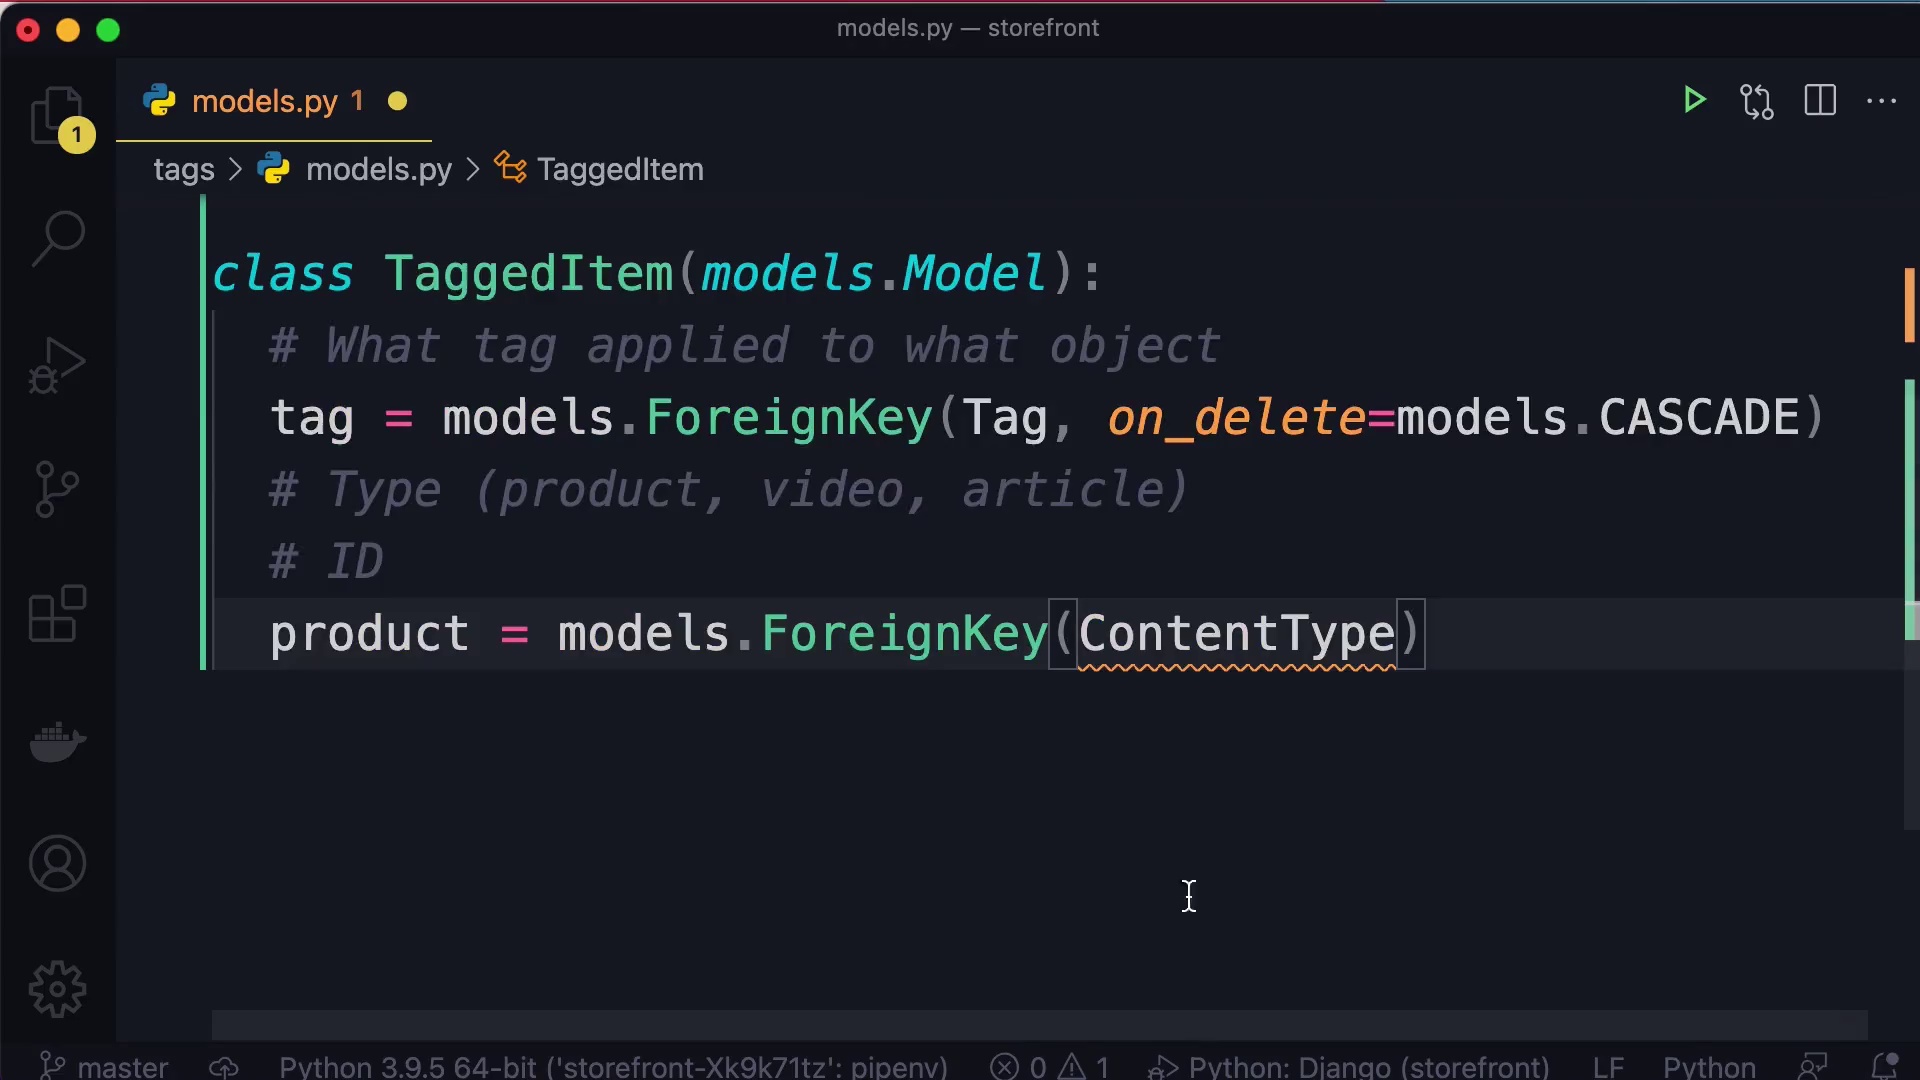 models.py — storefront
models.py 1
1
tags > models.py > TaggedItem
class TaggedItem(models.Model):
# What tag applied to what object
tag = models.ForeignKey(Tag, on_delete=models.CASCADE)
# Type (product, video, article)
# ID
product = models.ForeignKey(ContentType)
master Python 3.9.5 64-bit ('storefront-Xk9k71tz': pipenv) 0 1 Python: Django (storefront) LF Python